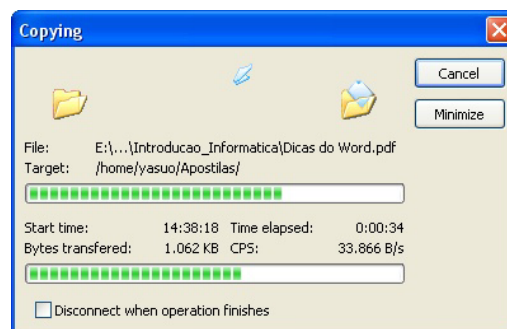 Copying
Cancel
Minimize
File: E:\...\Introducao_Informatica\Dicas do Word.pdf
Target: /home/yasuo/Apostilas/
Start time: 14:38:18 Time elapsed: 0:00:34
Bytes transfered: 1.062 KB CPS: 33.866 B/s
Disconnect when operation finishes